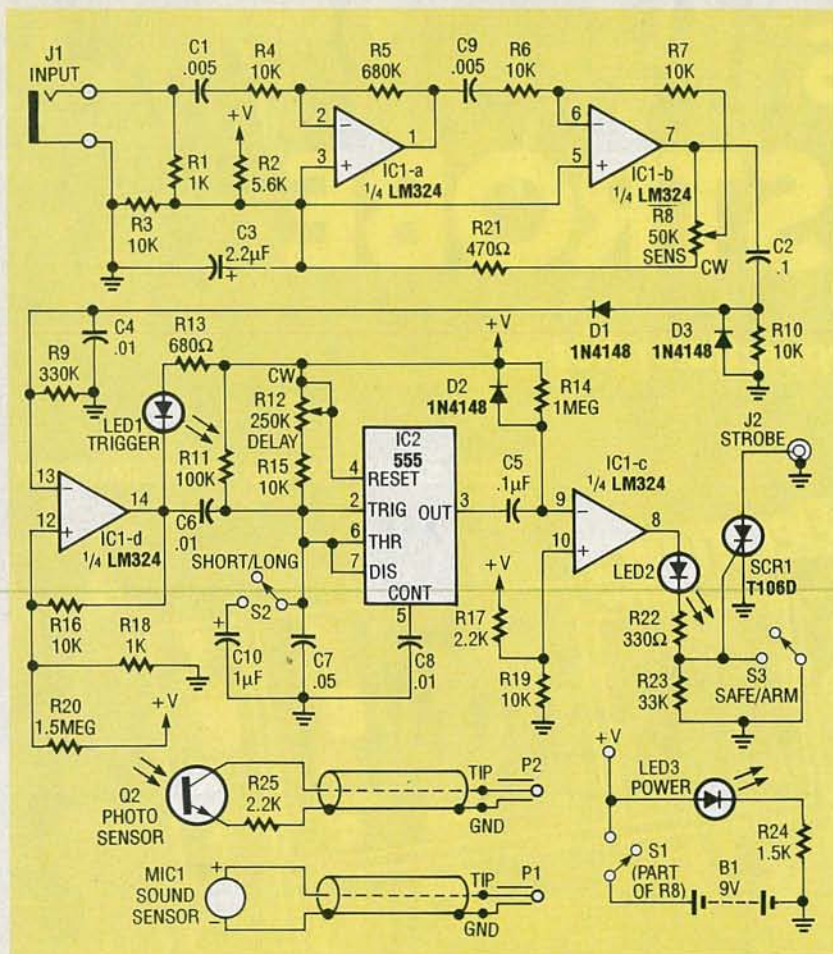 J1
INPUT
C1
.005
R4
10K
R5
680K
C9
.005
R6
10K
R7
10K
+V
2
3
1
IC1-a
1/4 LM324
6
5
7
IC1-b
1/4 LM324
R1
1K
R2
5.6K
R3
10K
C3
2.2µF
+
R21
470Ω
R8
50K
SENS
CW
C2
.1
C4
.01
R9
330K
R13
680Ω
LED1
TRIGGER
CW
R12
250K
DELAY
R11
100K
R15
10K
+V
D1
1N4148
D3
1N4148
R10
10K
D2
1N4148
R14
1MEG
J2
STROBE
IC2
555
4
RESET
2
TRIG
OUT
3
6
THR
7
DIS
CONT
5
C5
.1µF
IC1-c
1/4 LM324
9
10
8
13
12
14
IC1-d
1/4 LM324
C6
.01
SHORT/LONG
S2
LED2
SCR1
T106D
R16
10K
R18
1K
+
C10
1µF
C7
.05
C8
.01
+V
R17
2.2K
R19
10K
R22
330Ω
R23
33K
S3
SAFE/ARM
R20
1.5MEG
+V
Q2
PHOTO
SENSOR
R25
2.2K
TIP
P2
GND
MIC1
SOUND
SENSOR
+
−
TIP
P1
GND
+V
LED3
POWER
S1
(PART
OF R8)
B1
9V
R24
1.5K